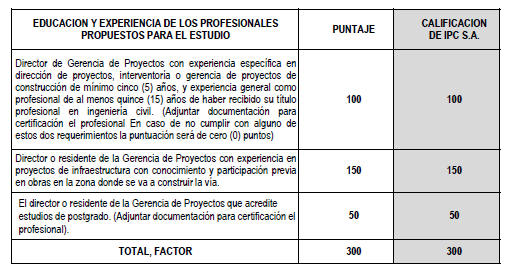 EDUCACION Y EXPERIENCIA DE LOS PROFESIONALES
PROPUESTOS PARA EL ESTUDIO
PUNTAJE
CALIFICACION
DE IPC S.A.
Director de Gerencia de Proyectos con experiencia específica en
dirección de proyectos, interventoría o gerencia de proyectos de
construcción de mínimo cinco (5) años, y experiencia general como
profesional de al menos quince (15) años de haber recibido su título
profesional en ingeniería civil. (Adjuntar documentación para
certificación el profesional En caso de no cumplir con alguno de
estos dos requerimientos la puntuación será de cero (0) puntos)
100
100
Director o residente de la Gerencia de Proyectos con experiencia en
proyectos de infraestructura con conocimiento y participación previa
en obras en la zona donde se va a construir la vía.
150
150
El director o residente de la Gerencia de Proyectos que acredite
estudios de postgrado. (Adjuntar documentación para certificación el
profesional).
50
50
TOTAL, FACTOR
300
300